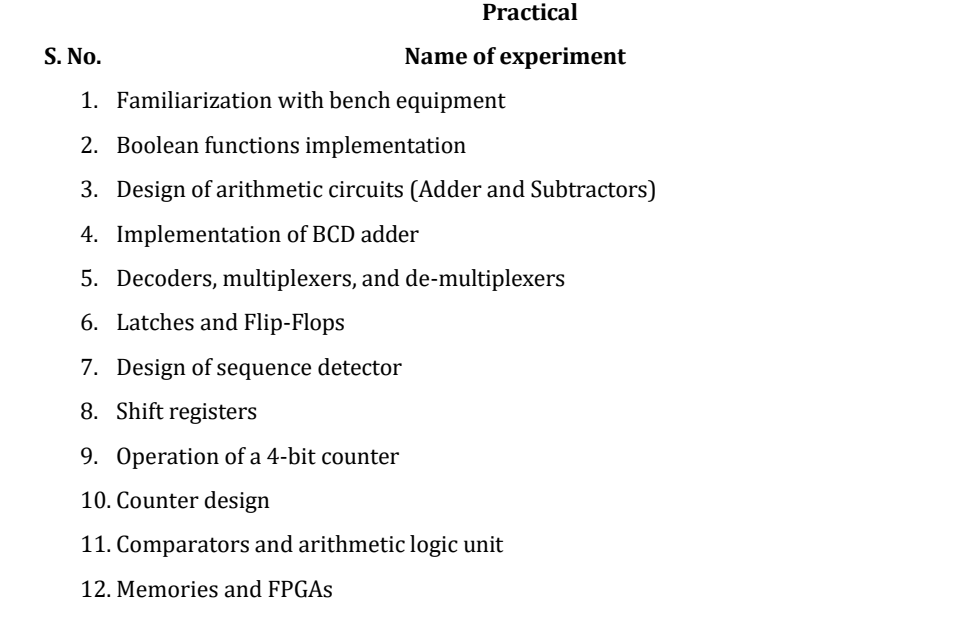 Practical
S. No. Name of experiment
1. Familiarization with bench equipment
2. Boolean functions implementation
3. Design of arithmetic circuits (Adder and Subtractors)
4. Implementation of BCD adder
5. Decoders, multiplexers, and de-multiplexers
6. Latches and Flip-Flops
7. Design of sequence detector
8. Shift registers
9. Operation of a 4-bit counter
10. Counter design
11. Comparators and arithmetic logic unit
12. Memories and FPGAs